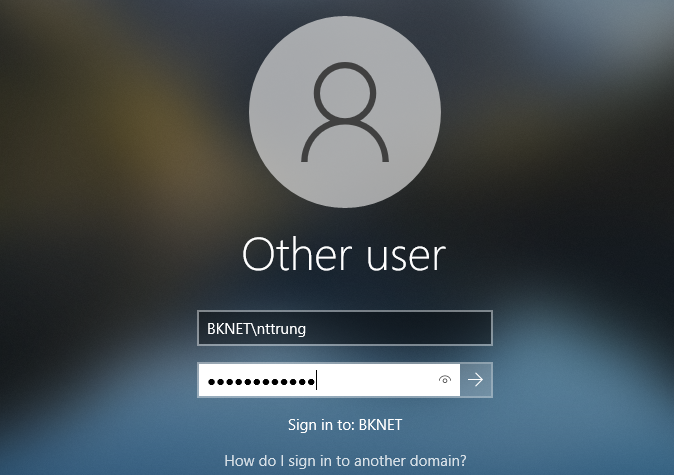 Other user
BKNET\nttrung
••••••••••••
Sign in to: BKNET
How do I sign in to another domain?